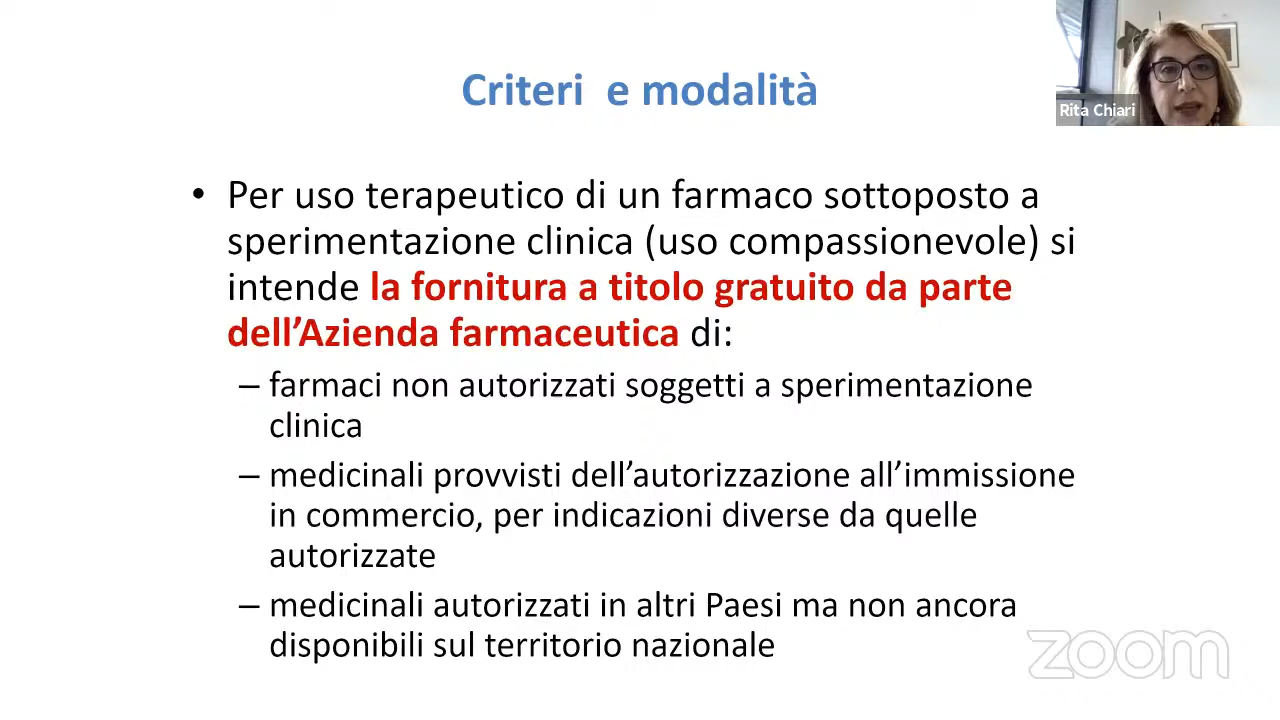 Criteri e modalità
Rita Chiari
• Per uso terapeutico di un farmaco sottoposto a
sperimentazione clinica (uso compassionevole) si
intende la fornitura a titolo gratuito da parte
dell’Azienda farmaceutica di:
– farmaci non autorizzati soggetti a sperimentazione
clinica
– medicinali provvisti dell’autorizzazione all’immissione
in commercio, per indicazioni diverse da quelle
autorizzate
– medicinali autorizzati in altri Paesi ma non ancora
disponibili sul territorio nazionale
zoom